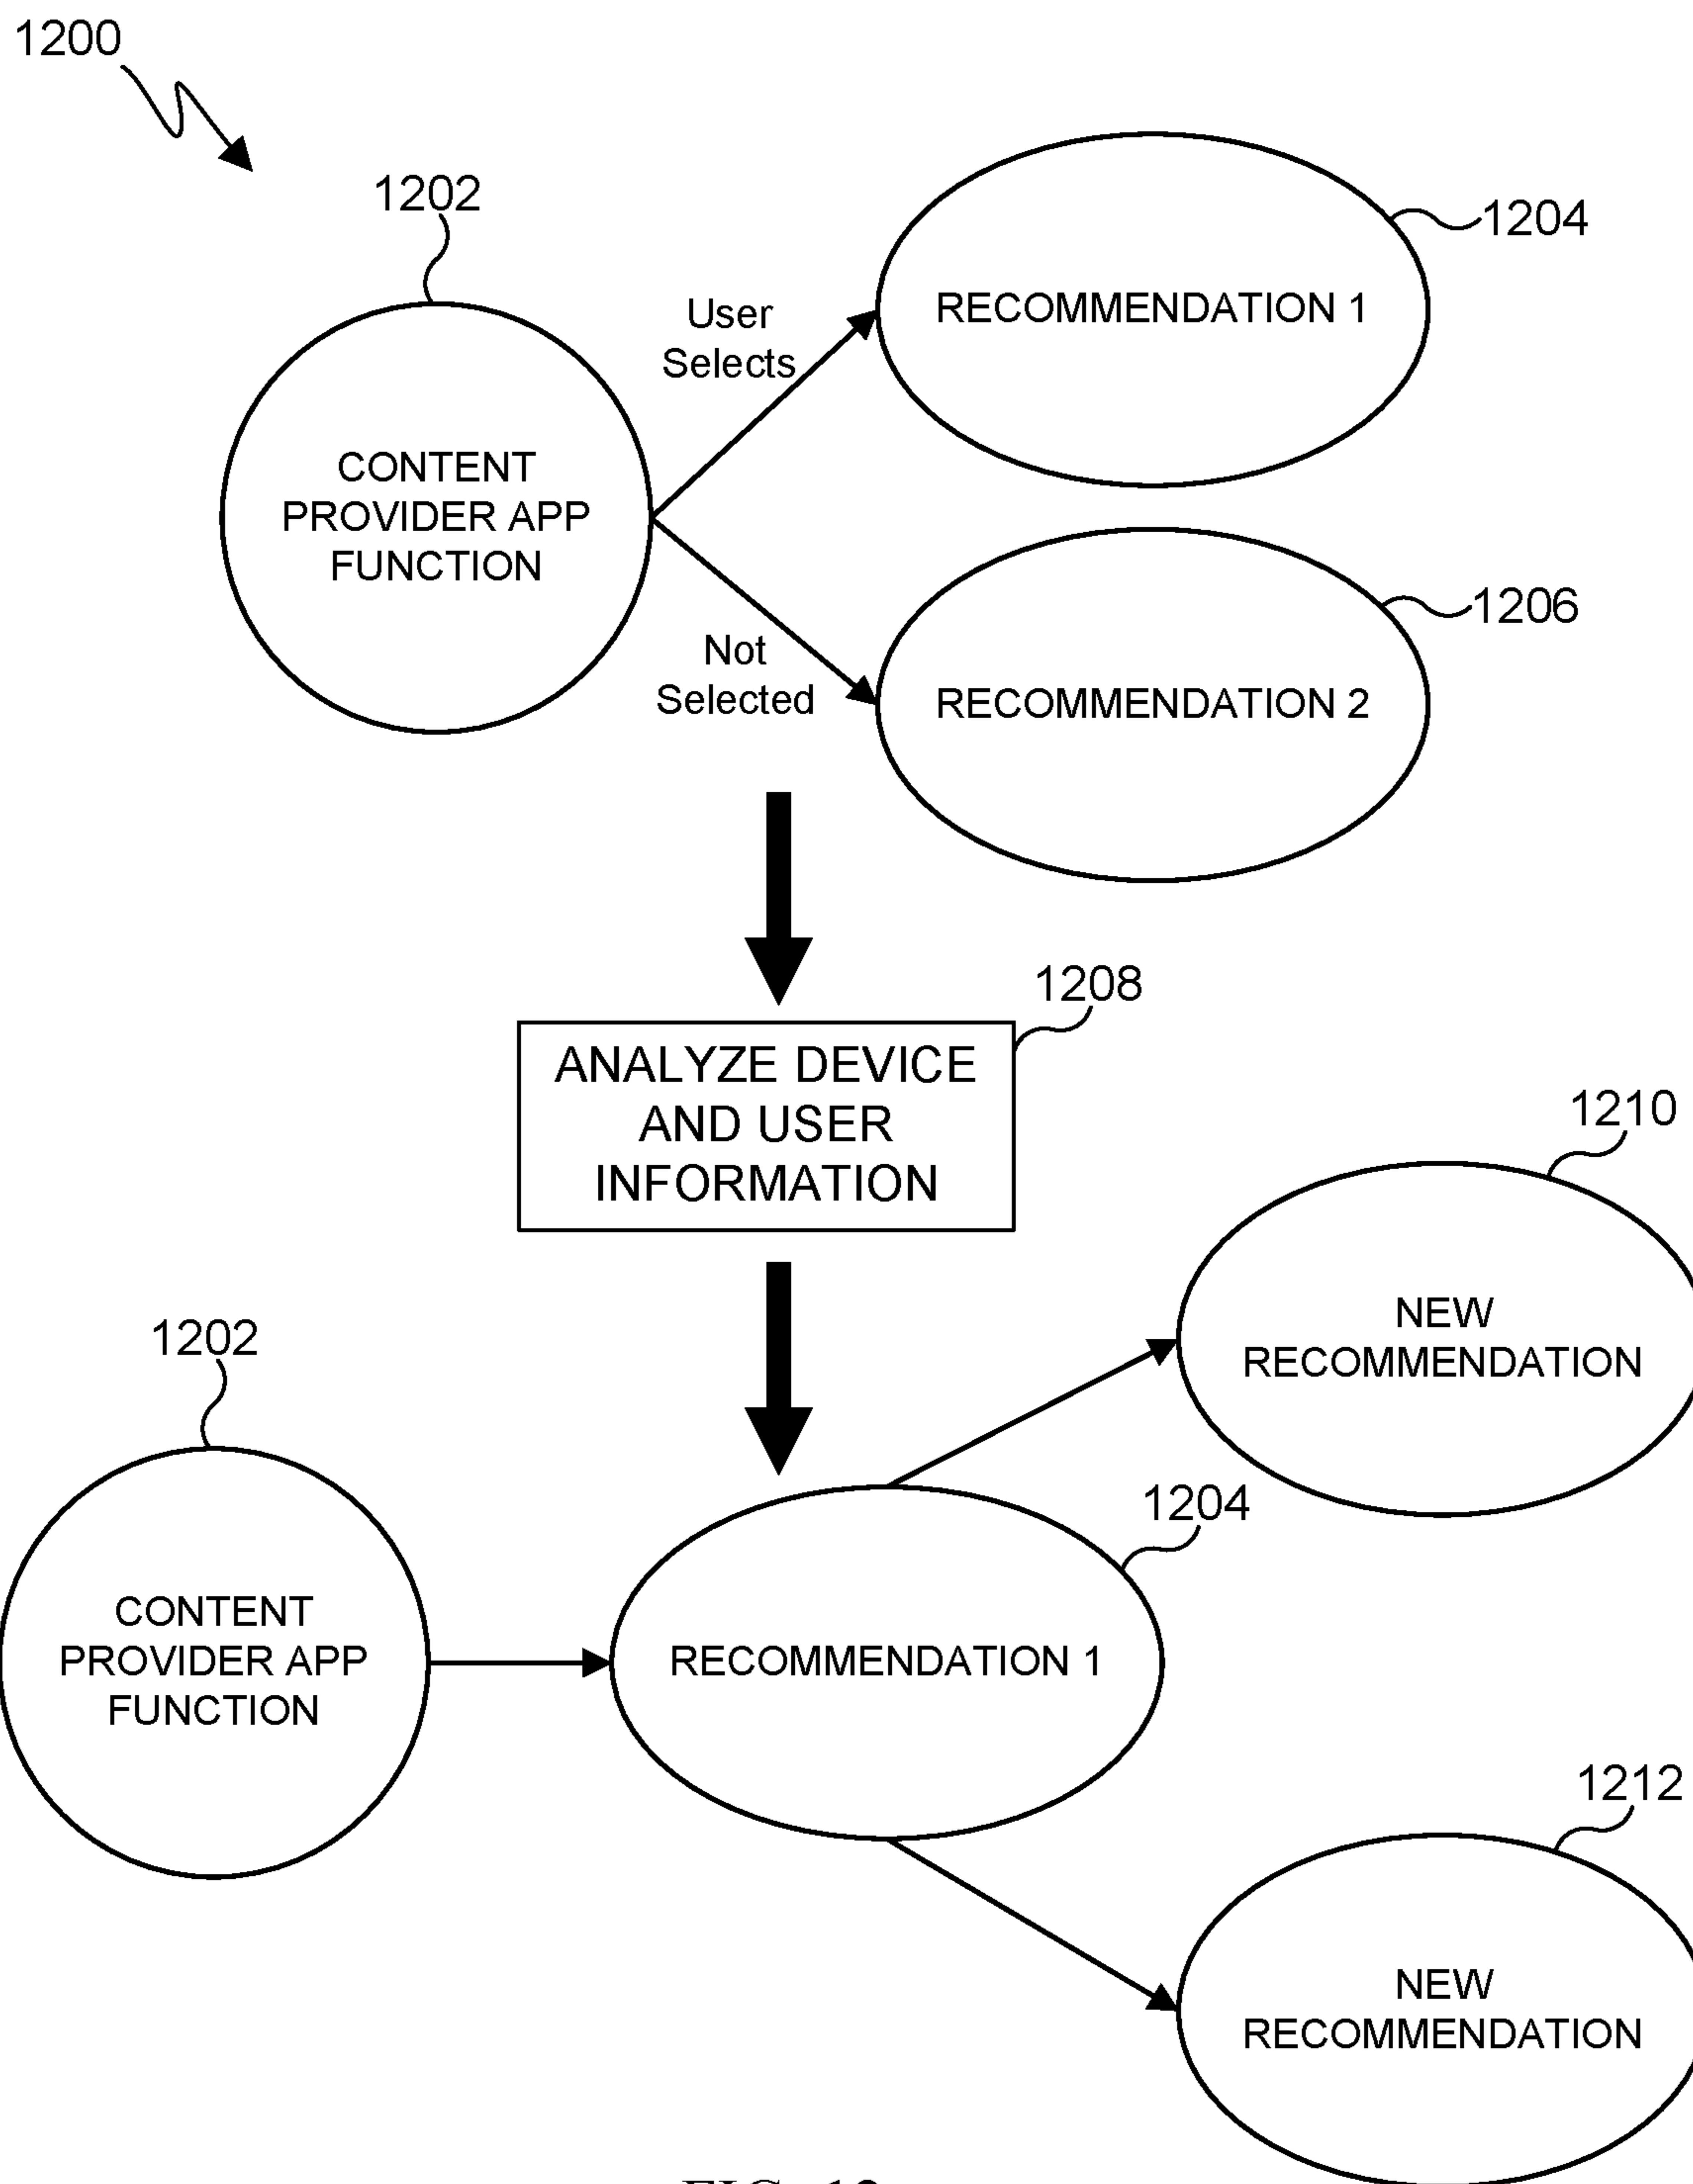 1200
1202
1204
User
Selects
RECOMMENDATION 1
CONTENT
PROVIDER APP
FUNCTION
1206
Not
Selected
RECOMMENDATION 2
1208
ANALYZE DEVICE
AND USER
INFORMATION
1210
NEW
RECOMMENDATION
1202
1204
CONTENT
PROVIDER APP
FUNCTION
RECOMMENDATION 1
1212
NEW
RECOMMENDATION